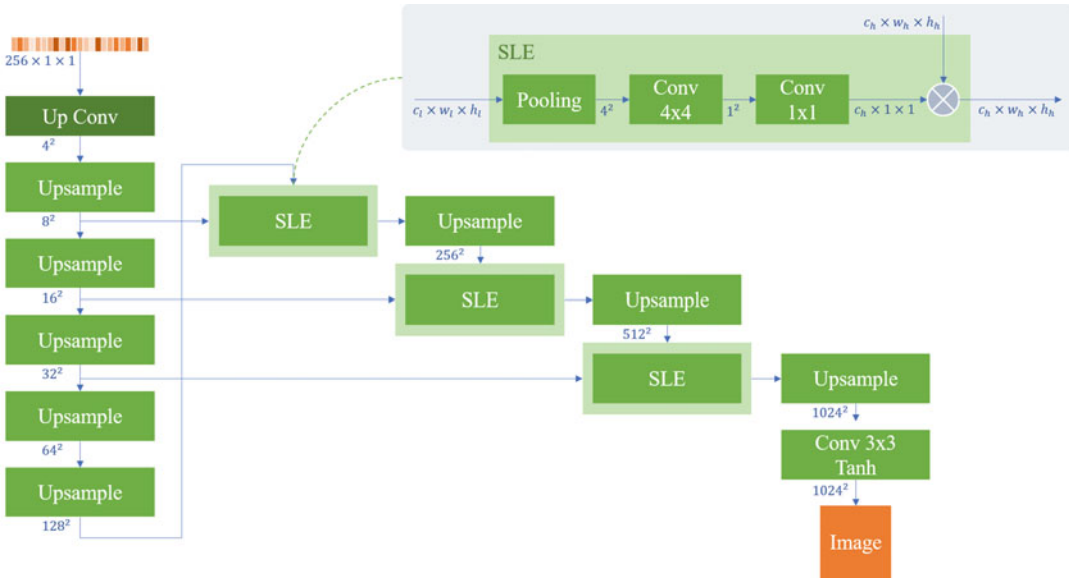 256 × 1 × 1
Up Conv
4²
Upsample
8²
Upsample
16²
Upsample
32²
Upsample
64²
Upsample
128²
SLE
Upsample
256²
SLE
Upsample
512²
SLE
Upsample
1024²
Conv 3x3
Tanh
1024²
Image
SLE
c_l × w_l × h_l
Pooling
4²
Conv
4x4
1²
Conv
1x1
c_h × 1 × 1
c_h × w_h × h_h
c_h × w_h × h_h